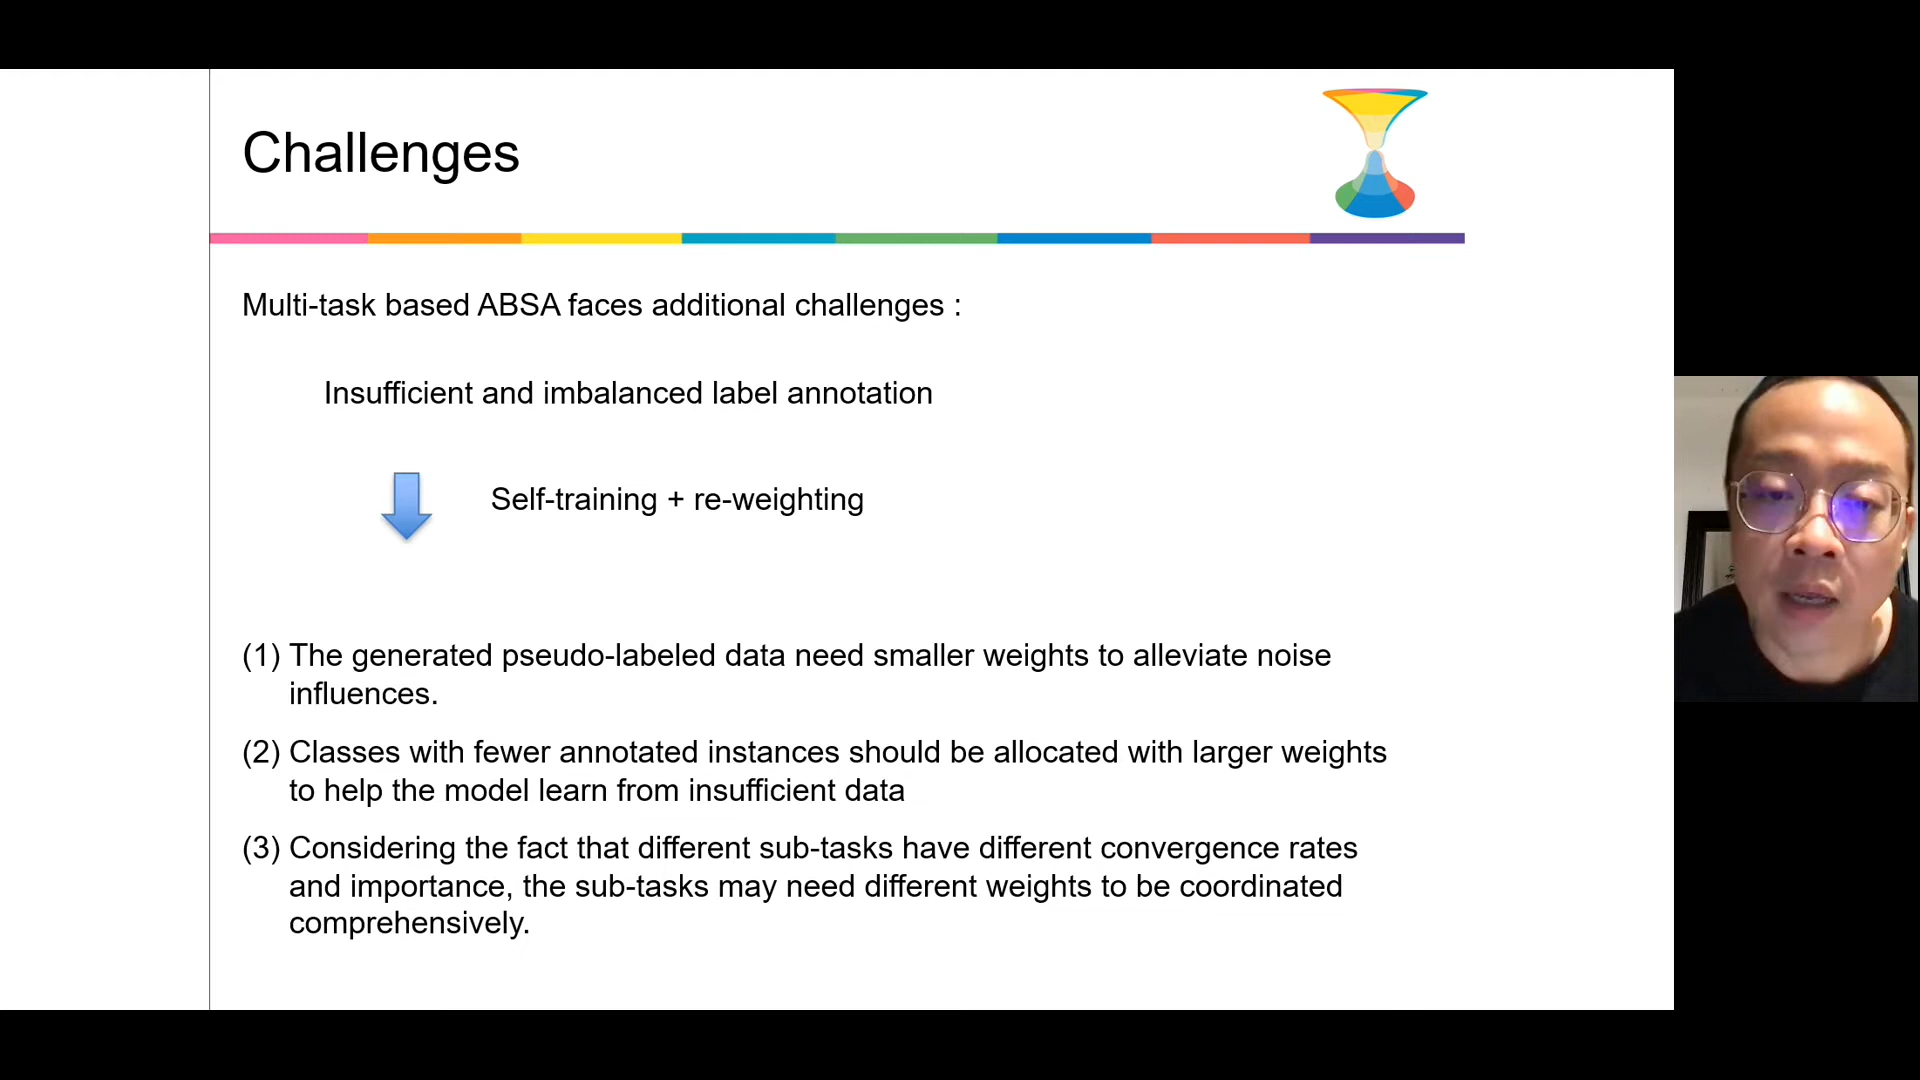 Challenges
Multi-task based ABSA faces additional challenges :
Insufficient and imbalanced label annotation
Self-training + re-weighting
(1) The generated pseudo-labeled data need smaller weights to alleviate noise
influences.
(2) Classes with fewer annotated instances should be allocated with larger weights
to help the model learn from insufficient data
(3) Considering the fact that different sub-tasks have different convergence rates
and importance, the sub-tasks may need different weights to be coordinated
comprehensively.